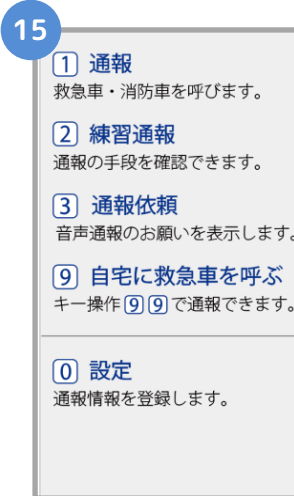 15
1 通報
救急車・消防車を呼びます。
2 練習通報
通報の手段を確認できます。
3 通報依頼
音声通報のお願いを表示します。
9 自宅に救急車を呼ぶ
キー操作99で通報できます。
0 設定
通報情報を登録します。